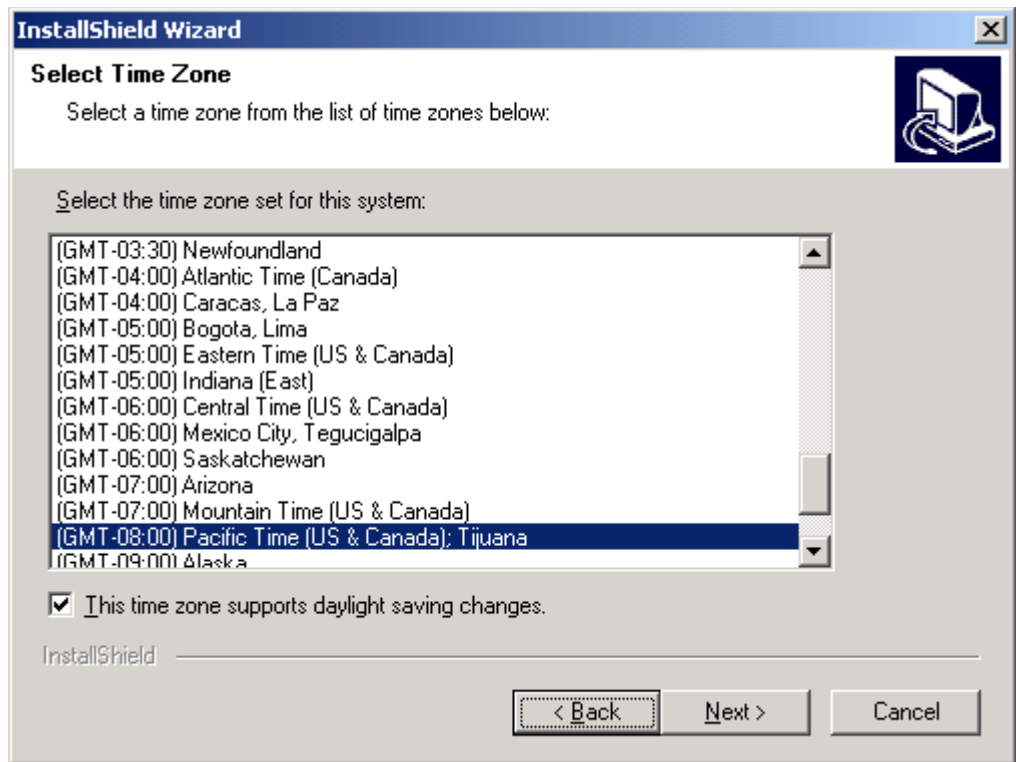 InstallShield Wizard
Select Time Zone
Select a time zone from the list of time zones below:
Select the time zone set for this system:
(GMT-03:30) Newfoundland
(GMT-04:00) Atlantic Time (Canada)
(GMT-04:00) Caracas, La Paz
(GMT-05:00) Bogota, Lima
(GMT-05:00) Eastern Time (US & Canada)
(GMT-05:00) Indiana (East)
(GMT-06:00) Central Time (US & Canada)
(GMT-06:00) Mexico City, Tegucigalpa
(GMT-06:00) Saskatchewan
(GMT-07:00) Arizona
(GMT-07:00) Mountain Time (US & Canada)
(GMT-08:00) Pacific Time (US & Canada); Tijuana
(GMT-09:00) Alaska
This time zone supports daylight saving changes.
InstallShield
< Back Next > Cancel